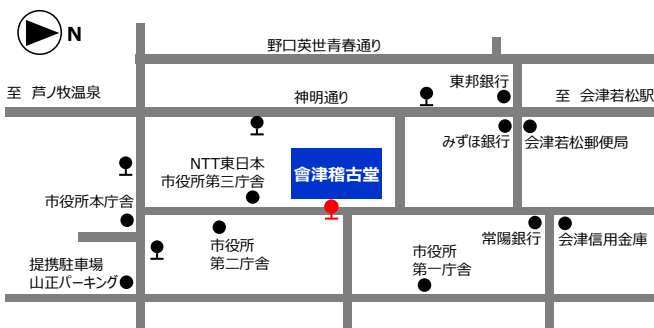 N
野口英世青春通り
東邦銀行
至 芦ノ牧温泉
神明通り
至 会津若松駅
みずほ銀行
会津若松郵便局
NTT東日本
市役所第三庁舎
會津稽古堂
市役所本庁舎
市役所
第二庁舎
常陽銀行
会津信用金庫
市役所
第一庁舎
提携駐車場
山正パーキング